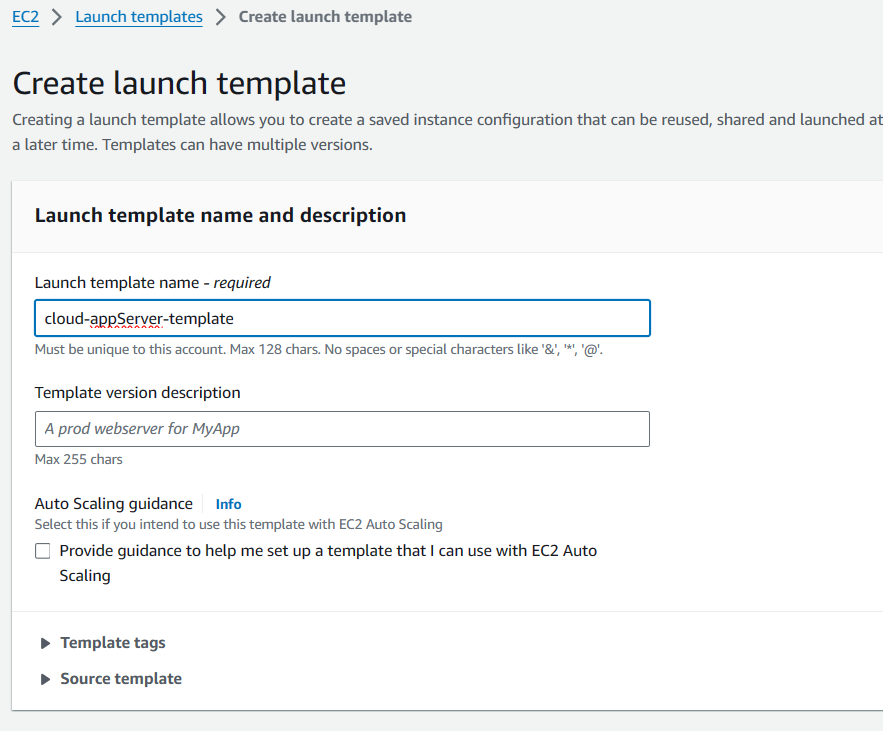 EC2 > Launch templates > Create launch template
Create launch template
Creating a launch template allows you to create a saved instance configuration that can be reused, shared and launched at
a later time. Templates can have multiple versions.
Launch template name and description
Launch template name - required
cloud-appServer-template
Must be unique to this account. Max 128 chars. No spaces or special characters like '&', '*', '@'.
Template version description
A prod webserver for MyApp
Max 255 chars
Auto Scaling guidance Info
Select this if you intend to use this template with EC2 Auto Scaling
Provide guidance to help me set up a template that I can use with EC2 Auto
Scaling
Template tags
Source template